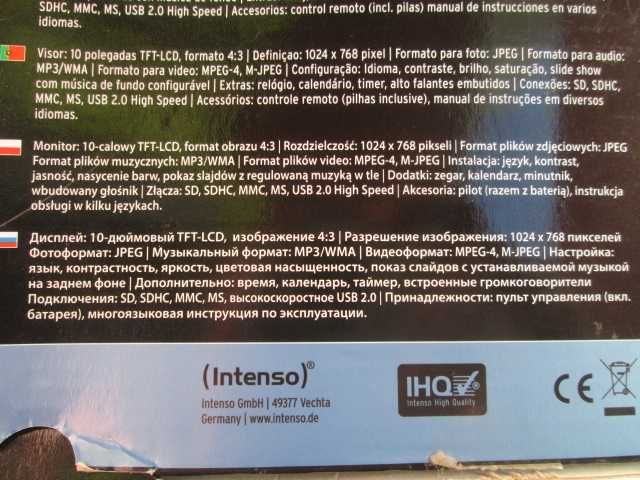 SDHC, MMC, MS, USB 2.0 High Speed | Accesorios: control remoto (incl. pilas) manual de instrucciones en varios
idiomas.
Visor: 10 polegadas TFT-LCD, formato 4:3 | Definiçao: 1024 x 768 pixel | Formato para foto: JPEG | Formato para audio:
MP3/WMA | Formato para video: MPEG-4, M-JPEG | Configuração: Idioma, contraste, brilho, saturação, slide show
com música de fundo configurável | Extras: relógio, calendário, timer, alto falantes embutidos | Conexões: SD, SDHC,
MMC, MS, USB 2.0 High Speed | Acessórios: controle remoto (pilhas inclusive), manual de instruções em diversos
idiomas.
Monitor: 10-calowy TFT-LCD, format obrazu 4:3 | Rozdzielczość: 1024 x 768 pikseli | Format plików zdjęciowych: JPEG
Format plików muzycznych: MP3/WMA | Format plików video: MPEG-4, M-JPEG | Instalacja: język, kontrast,
jasność, nasycenie barw, pokaz slajdów z regulowaną muzyką w tle | Dodatki: zegar, kalendarz, minutnik,
wbudowany głośnik | Złącza: SD, SDHC, MMC, MS, USB 2.0 High Speed | Akcesoria: pilot (razem z baterią), instrukcja
obsługi w kilku językach.
Дисплей: 10-дюймовый TFT-LCD, изображение 4:3 | Разрешение изображения: 1024 x 768 пикселей
Фотоформат: JPEG | Музыкальный формат: MP3/WMA | Видеоформат: MPEG-4, M-JPEG | Настройка:
язык, контрастность, яркость, цветовая насыщенность, показ слайдов с устанавливаемой музыкой
на заднем фоне | Дополнительно: время, календарь, таймер, встроенные громкоговорители
Подключения: SD, SDHC, MMC, MS, высокоскоростное USB 2.0 | Принадлежности: пульт управления (вкл.
батарея), многоязыковая инструкция по эксплуатации.
(Intenso)®
Intenso GmbH | 49377 Vechta
Germany | www.intenso.de
IHQ®
Intenso High Quality
CE